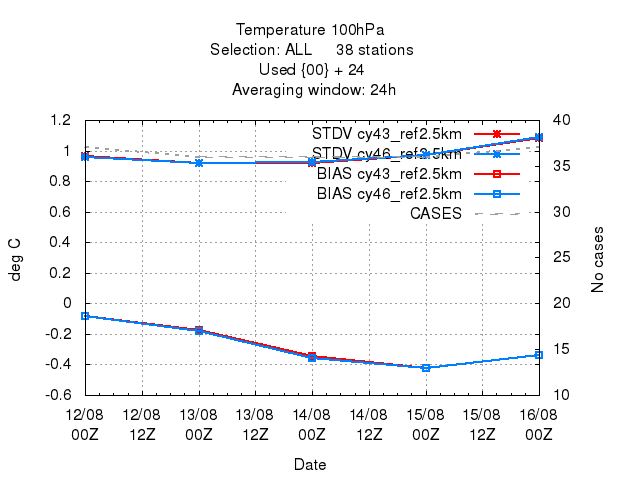 Temperature 100hPa
Selection: ALL 38 stations
Used {00} + 24
Averaging window: 24h
1.2
1
0.8
0.6
0.4
0.2
0
-0.2
-0.4
-0.6
deg C
40
35
30
25
20
15
10
No cases
STDV cy43_ref2.5km
STDV cy46_ref2.5km
BIAS cy43_ref2.5km
BIAS cy46_ref2.5km
CASES
12/08 12/08 13/08 13/08 14/08 14/08 15/08 15/08 16/08
00Z 12Z 00Z 12Z 00Z 12Z 00Z 12Z 00Z
Date